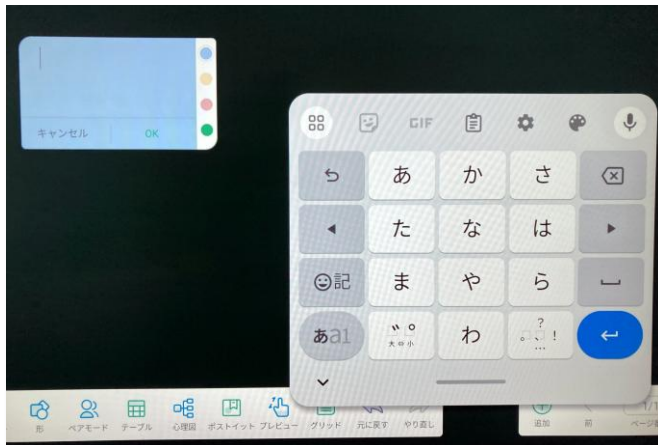 キャンセル OK
GIF
あ か さ
た な は
記 ま や ら
あa1 大⇔小 わ 。、?!…
形 ペアモード テーブル 心理図 ポストイット プレビュー グリッド 元に戻す やり直し 追加 前